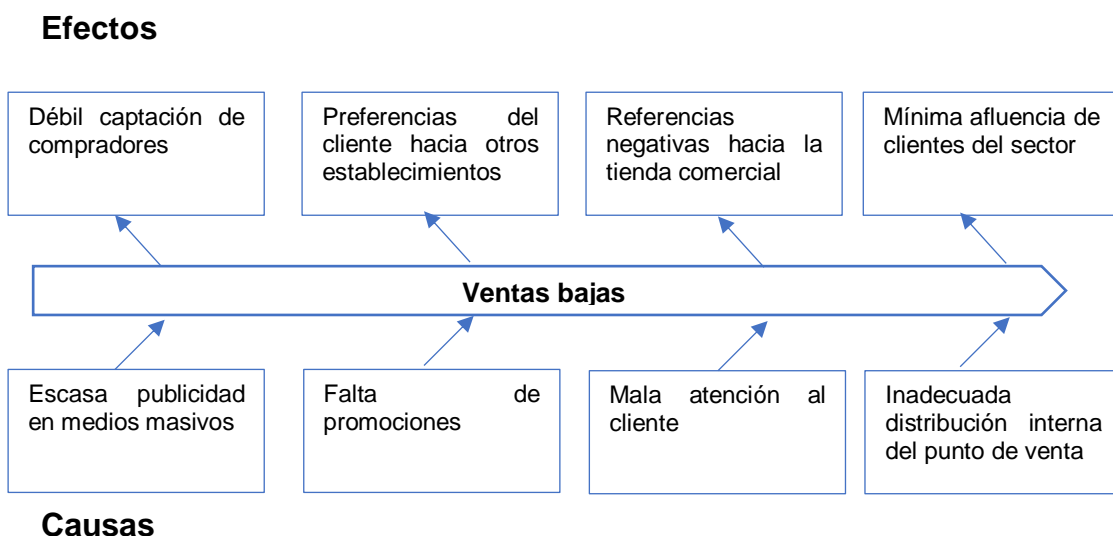 Efectos
Débil captación de
compradores
Preferencias del
cliente hacia otros
establecimientos
Referencias
negativas hacia la
tienda comercial
Mínima afluencia de
clientes del sector
Ventas bajas
Escasa publicidad
en medios masivos
Falta de
promociones
Mala atención al
cliente
Inadecuada
distribución interna
del punto de venta
Causas